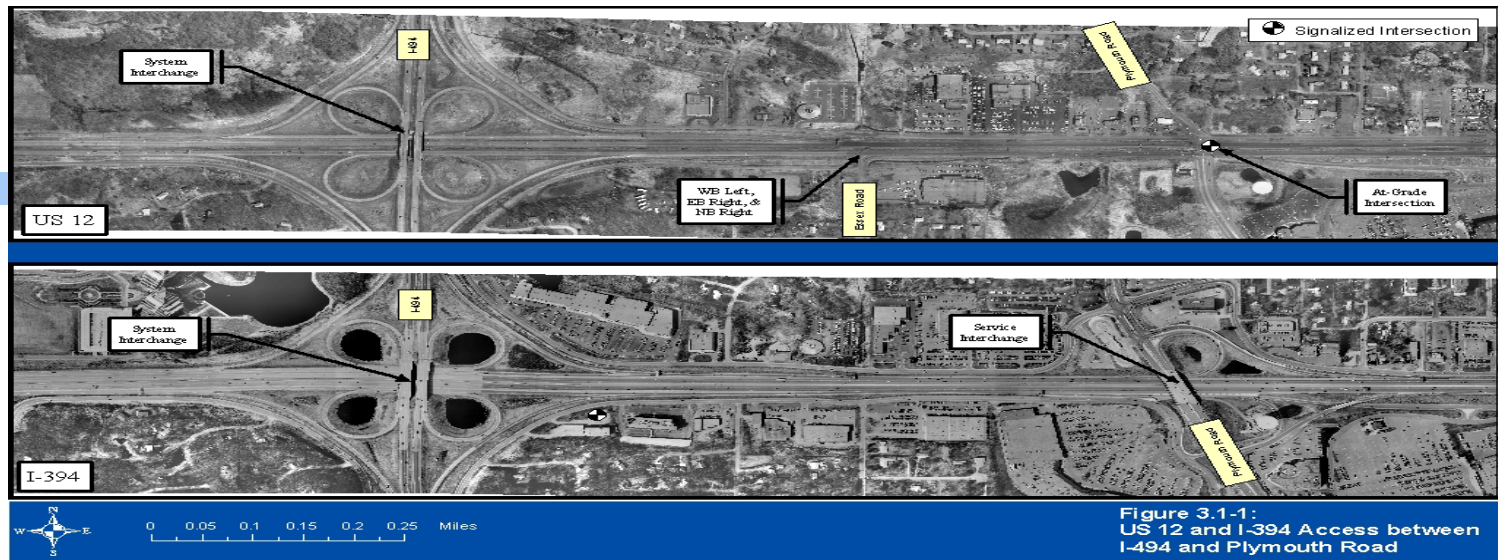 Signalized Intersection
I-494
Plymouth Road
System
Interchange
WB Left,
EB Right, &
NB Right
Essex Road
At-Grade
Intersection
US 12
I-494
System
Interchange
Service
Interchange
Plymouth Road
I-394
W N E S
0 0.05 0.1 0.15 0.2 0.25 Miles
Figure 3.1-1:
US 12 and I-394 Access between
I-494 and Plymouth Road